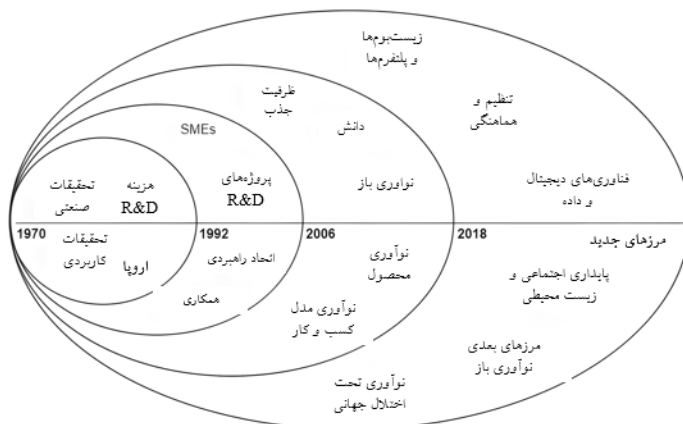 زیست‌بوم‌ها
و پلتفرم‌ها
ظرفیت
جذب
تنظیم و
هماهنگی
SMEs
دانش
تحقیقات
صنعتی
هزینه
R&D
پروژه‌های
R&D
نواوری باز
فناوری‌های دیجیتال
و داده
1970
1992
2006
2018
مرزهای جدید
تحقیقات
کاربردی
اروپا
اتحاد راهبردی
همکاری
نوآوری
محصول
پایداری اجتماعی و
زیست محیطی
نوآوری مدل
کسب و کار
مرزهای بعدی
نوآوری باز
نوآوری تحت
اختلال جهانی